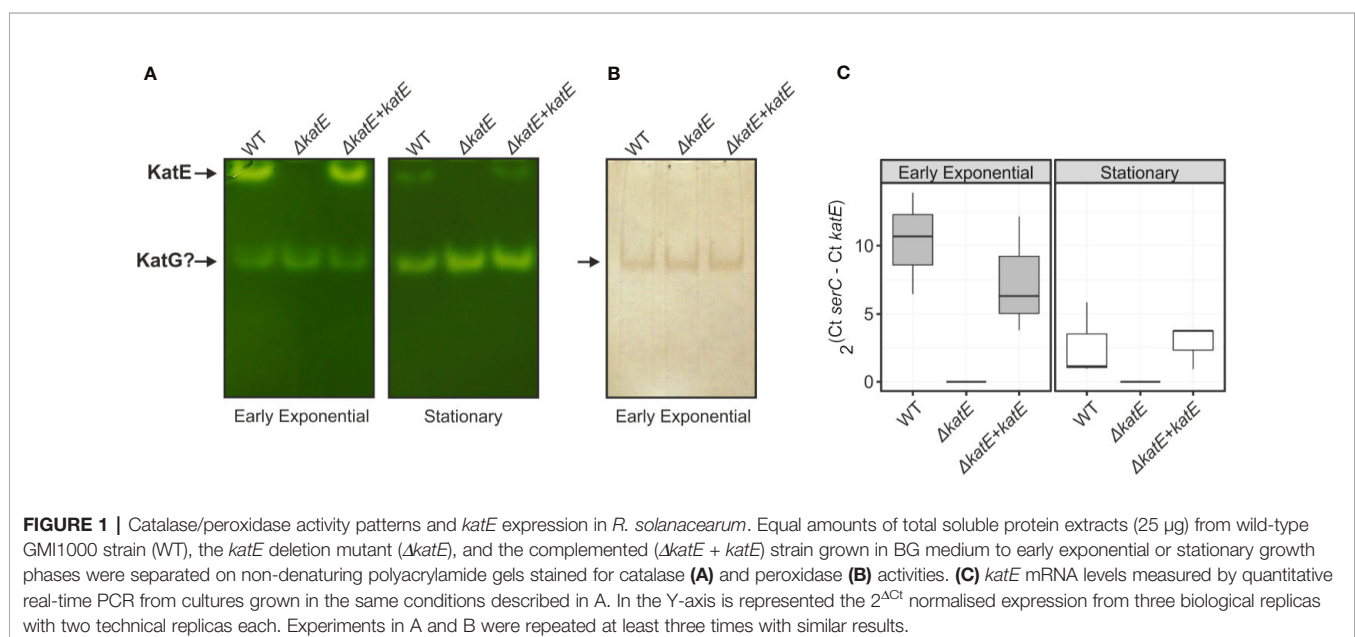 A
B
C
WT
ΔkatE
ΔkatE+katE
WT
ΔkatE
ΔkatE+katE
WT
ΔkatE
ΔkatE+katE
KatE→
KatG?→
→
Early Exponential
Stationary
Early Exponential
Early Exponential
Stationary
2^(Ct serC - Ct katE)
10
5
0
WT
ΔkatE
ΔkatE+katE
WT
ΔkatE
ΔkatE+katE
FIGURE 1 | Catalase/peroxidase activity patterns and katE expression in R. solanacearum. Equal amounts of total soluble protein extracts (25 µg) from wild-type
GMI1000 strain (WT), the katE deletion mutant (ΔkatE), and the complemented (ΔkatE + katE) strain grown in BG medium to early exponential or stationary growth
phases were separated on non-denaturing polyacrylamide gels stained for catalase (A) and peroxidase (B) activities. (C) katE mRNA levels measured by quantitative
real-time PCR from cultures grown in the same conditions described in A. In the Y-axis is represented the 2^ΔCt normalised expression from three biological replicas
with two technical replicas each. Experiments in A and B were repeated at least three times with similar results.